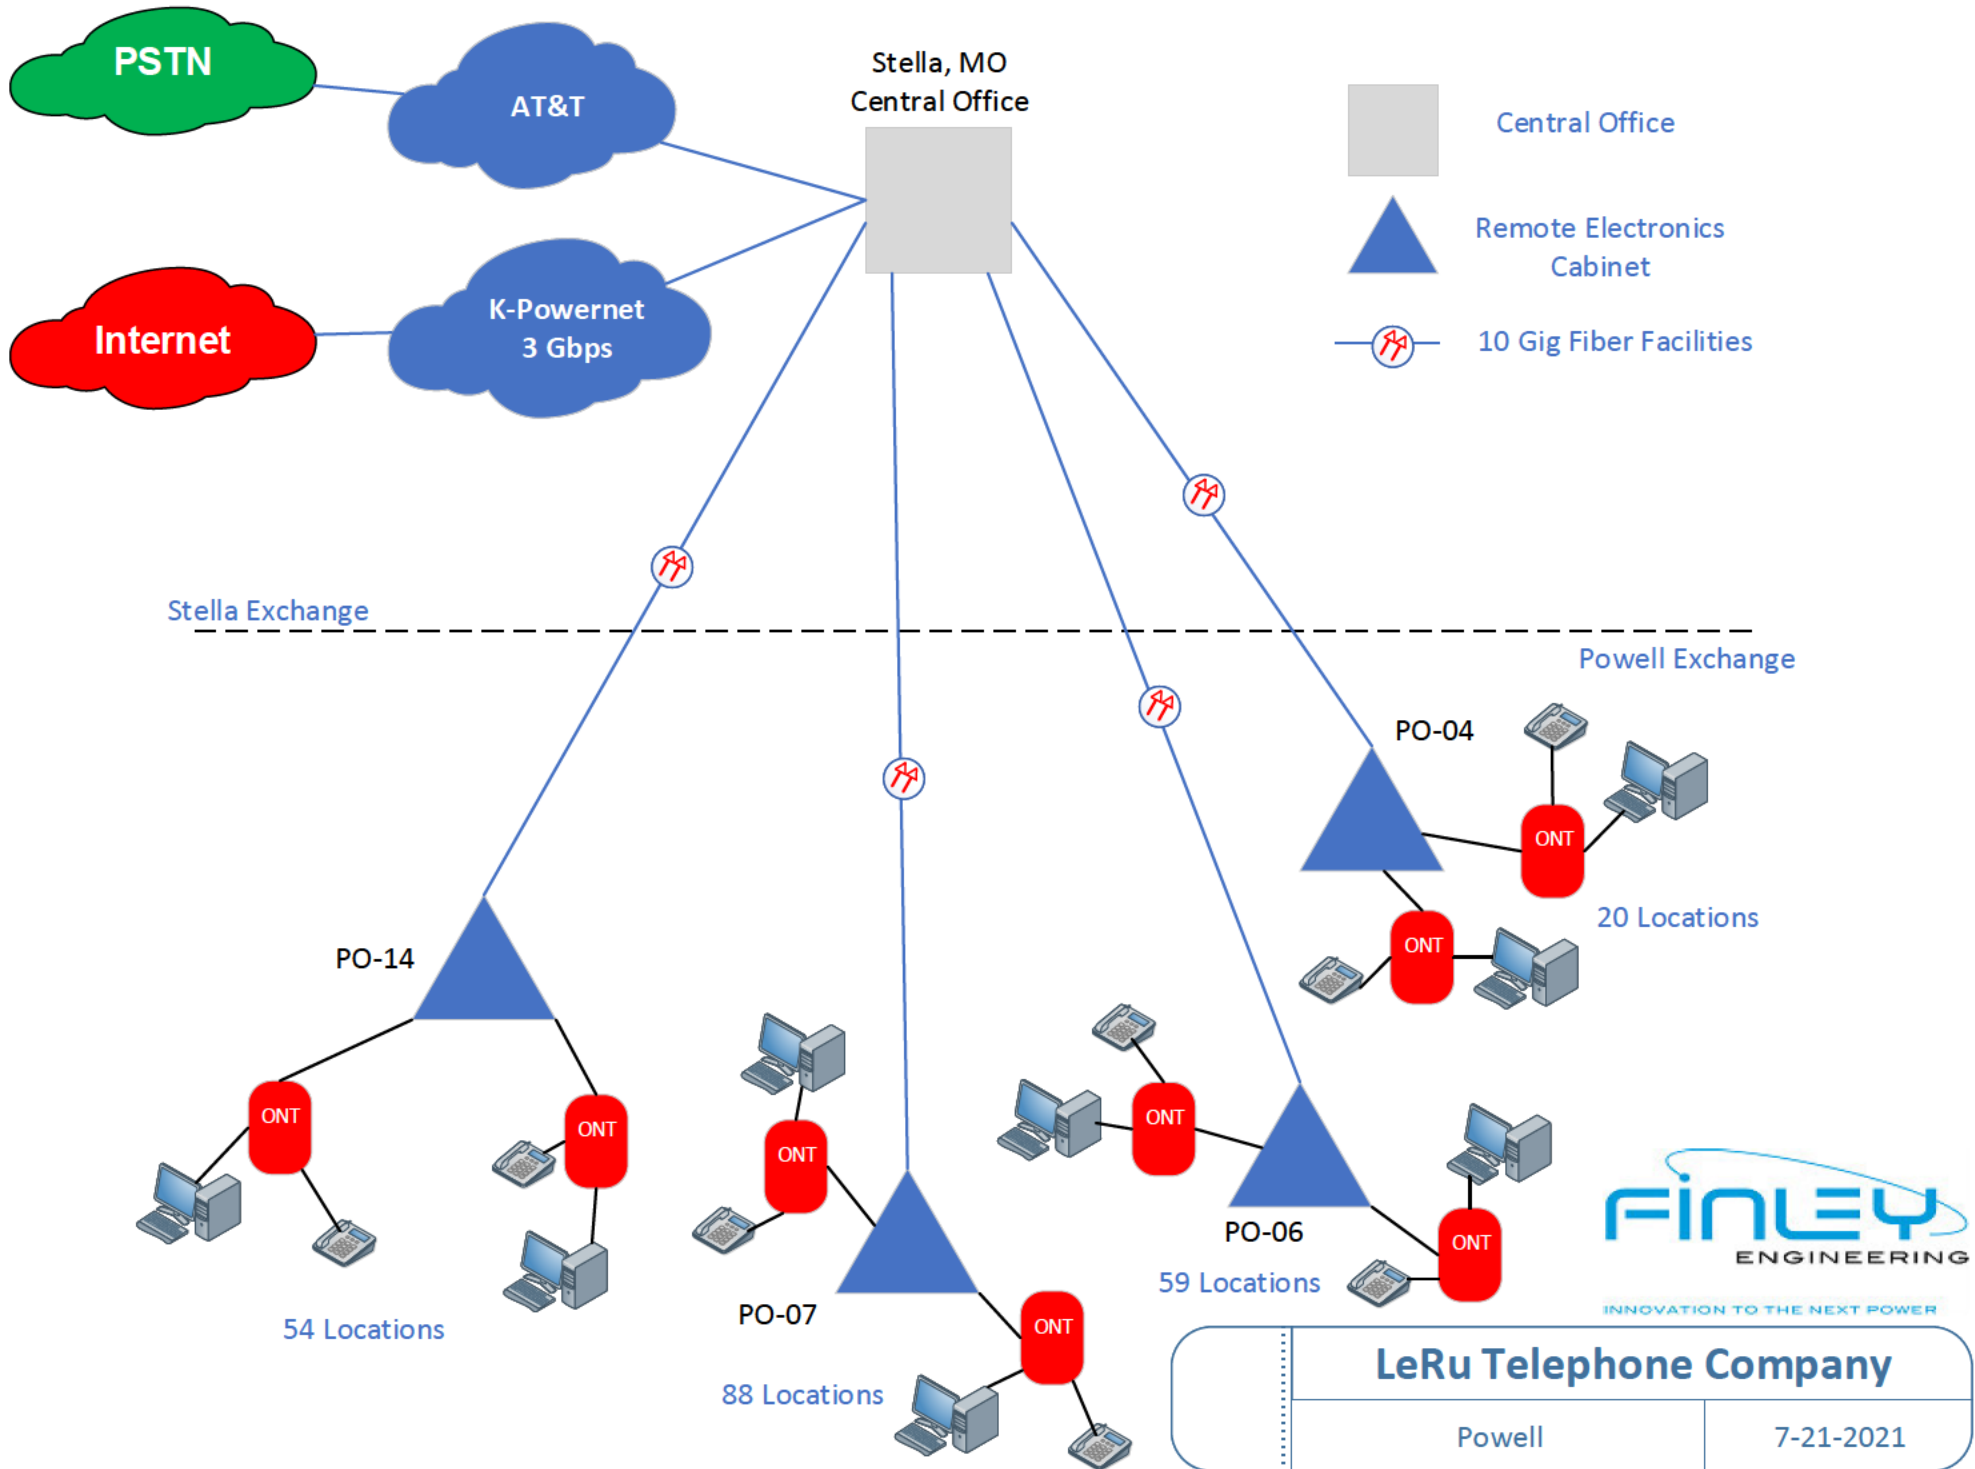 PSTN
AT&T
Stella, MO
Central Office
Central Office
Remote Electronics
Cabinet
Internet
K-Powernet
3 Gbps
10 Gig Fiber Facilities
Stella Exchange
Powell Exchange
PO-04
ONT
20 Locations
ONT
PO-14
ONT
ONT
54 Locations
ONT
PO-07
ONT
88 Locations
ONT
PO-06
59 Locations
ONT
FINLEY
ENGINEERING
INNOVATION TO THE NEXT POWER
LeRu Telephone Company
Powell
7-21-2021